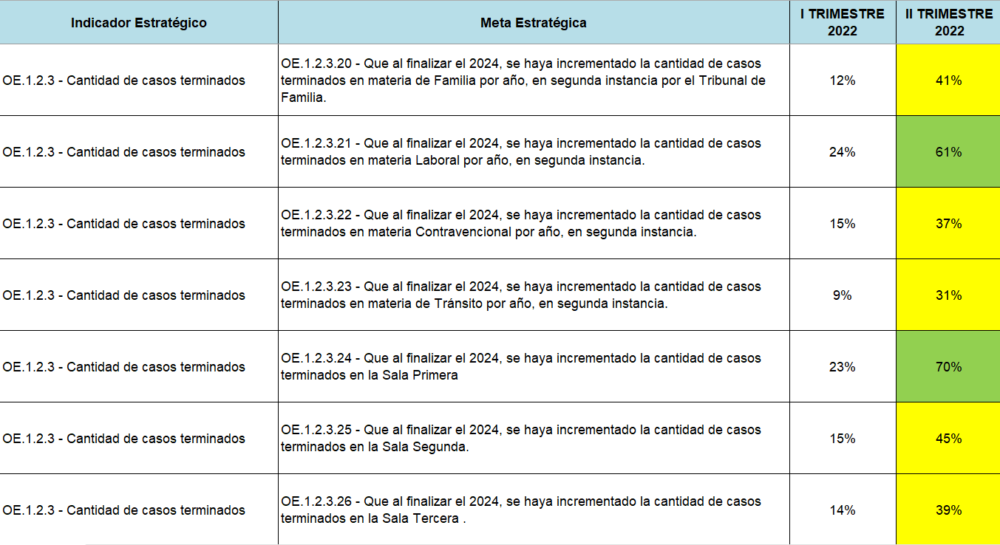 Indicador Estratégico
Meta Estratégica
I TRIMESTRE
2022
II TRIMESTRE
2022
OE.1.2.3 - Cantidad de casos terminados
OE.1.2.3.20 - Que al finalizar el 2024, se haya incrementado la cantidad de casos
terminados en materia de Familia por año, en segunda instancia por el Tribunal de
Familia.
12%
41%
OE.1.2.3 - Cantidad de casos terminados
OE.1.2.3.21 - Que al finalizar el 2024, se haya incrementado la cantidad de casos
terminados en materia Laboral por año, en segunda instancia.
24%
61%
OE.1.2.3 - Cantidad de casos terminados
OE.1.2.3.22 - Que al finalizar el 2024, se haya incrementado la cantidad de casos
terminados en materia Contravencional por año, en segunda instancia.
15%
37%
OE.1.2.3 - Cantidad de casos terminados
OE.1.2.3.23 - Que al finalizar el 2024, se haya incrementado la cantidad de casos
terminados en materia de Tránsito por año, en segunda instancia.
9%
31%
OE.1.2.3 - Cantidad de casos terminados
OE.1.2.3.24 - Que al finalizar el 2024, se haya incrementado la cantidad de casos
terminados en la Sala Primera
23%
70%
OE.1.2.3 - Cantidad de casos terminados
OE.1.2.3.25 - Que al finalizar el 2024, se haya incrementado la cantidad de casos
terminados en la Sala Segunda.
15%
45%
OE.1.2.3 - Cantidad de casos terminados
OE.1.2.3.26 - Que al finalizar el 2024, se haya incrementado la cantidad de casos
terminados en la Sala Tercera .
14%
39%